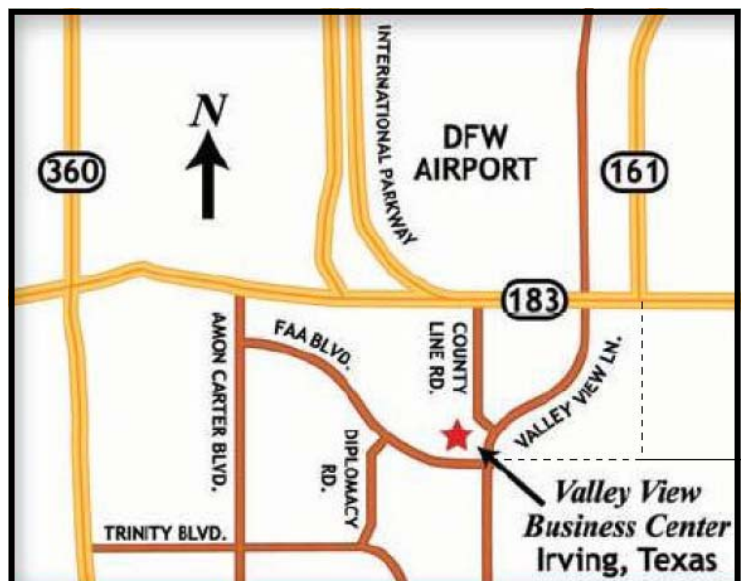 N
INTERNATIONAL PARKWAY
DFW
AIRPORT
360
161
183
AMON CARTER BLVD.
FAA BLVD.
COUNTY
LINE RD.
VALLEY VIEW LN.
DIPLOMACY
RD.
Valley View
Business Center
Irving, Texas
TRINITY BLVD.